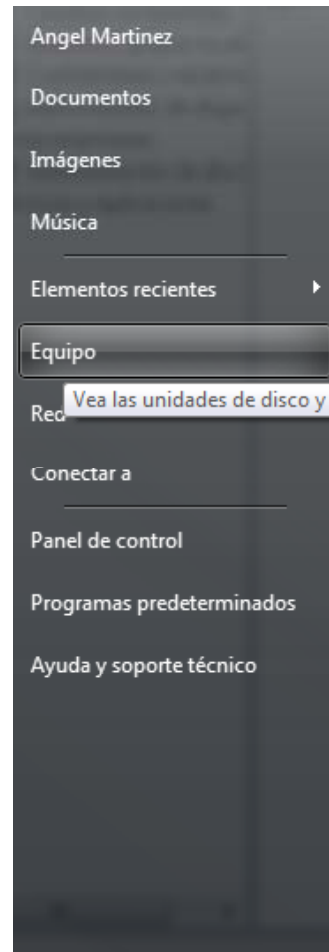 Angel Martinez
Documentos
Imágenes
Música
Elementos recientes
Equipo
Vea las unidades de disco y
Red
Conectar a
Panel de control
Programas predeterminados
Ayuda y soporte técnico